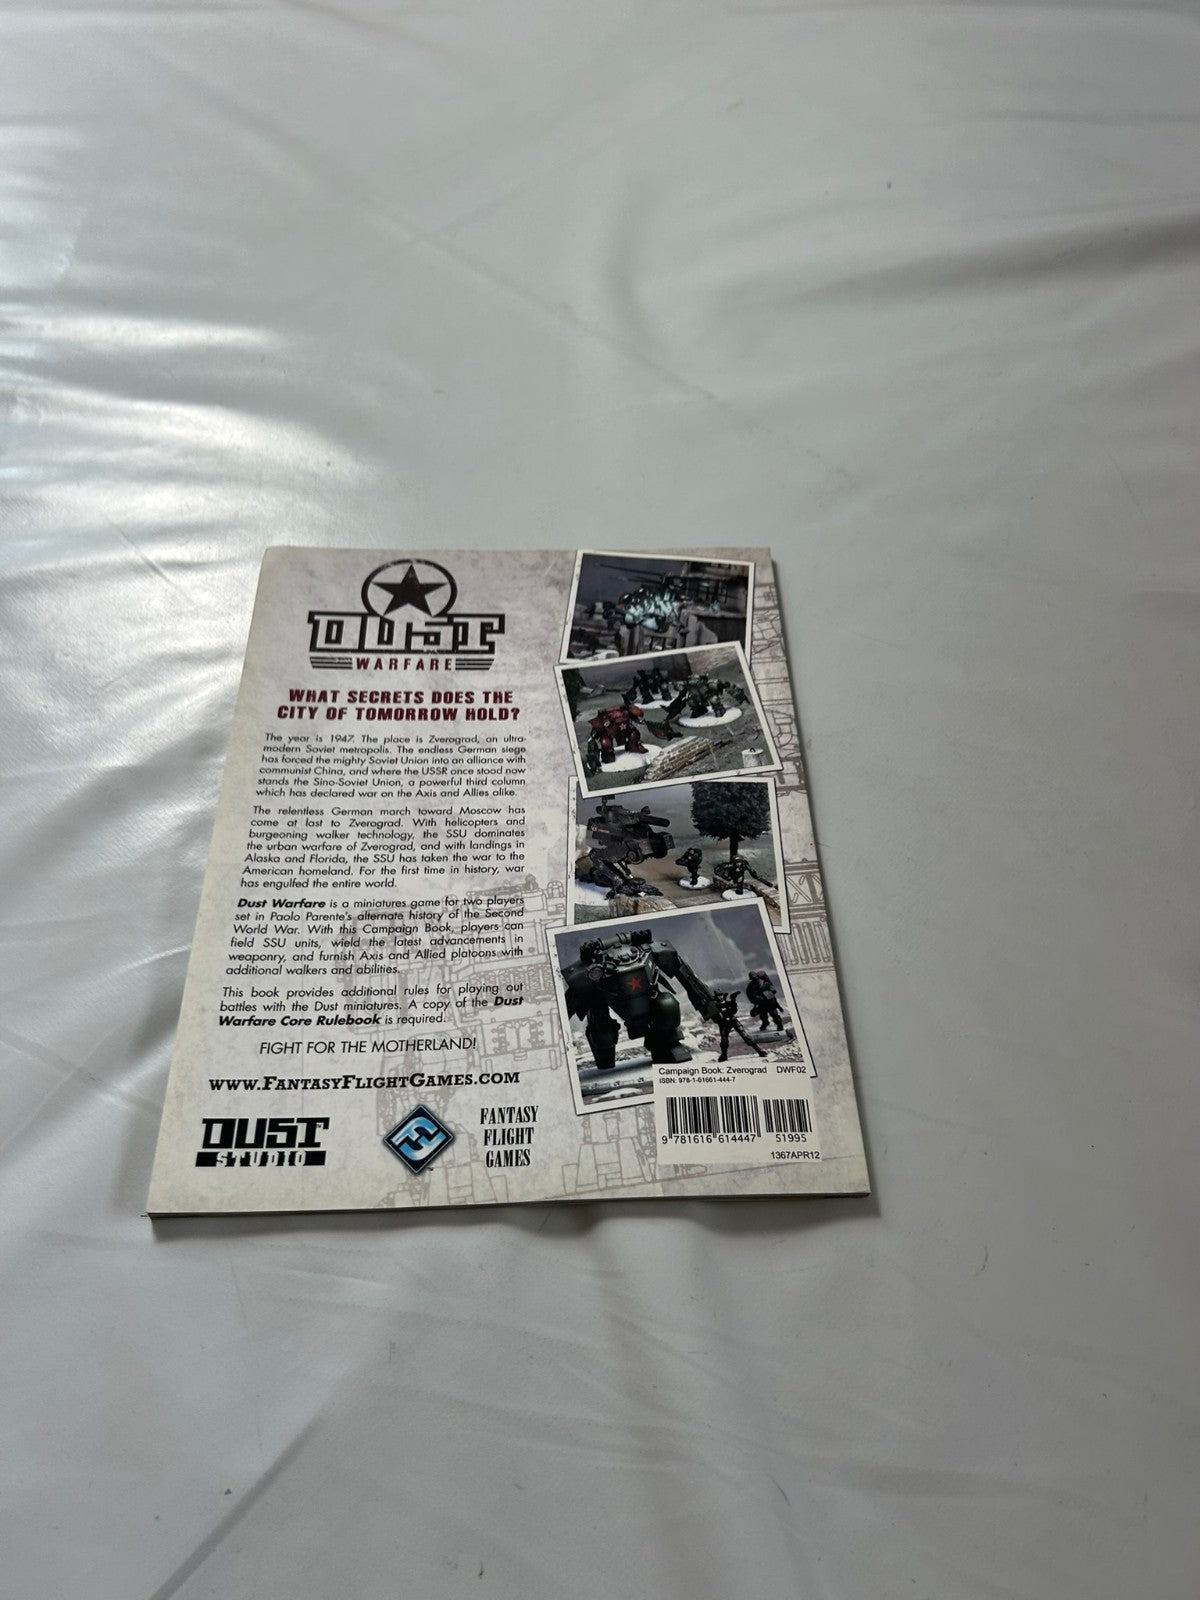 DUST
WARFARE
WHAT SECRETS DOES THE
CITY OF TOMORROW HOLD?
The year is 1947. The place is Zverograd, an ultra-
modern Soviet metropolis. The endless German siege
has forced the mighty Soviet Union into an alliance with
communist China, and where the USSR once stood now
stands the Sino-Soviet Union, a powerful third column
which has declared war on the Axis and Allies alike.
The relentless German march toward Moscow has
come at last to Zverograd. With helicopters and
burgeoning walker technology, the SSU dominates
the urban warfare of Zverograd, and with landings in
Alaska and Florida, the SSU has taken the war to the
American homeland. For the first time in history, war
has engulfed the entire world.
Dust Warfare is a miniatures game for two players
set in Paolo Parente's alternate history of the Second
World War. With this Campaign Book, players can
field SSU units, wield the latest advancements in
weaponry, and furnish Axis and Allied platoons with
additional walkers and abilities.
This book provides additional rules for playing out
battles with the Dust miniatures. A copy of the Dust
Warfare Core Rulebook is required.
FIGHT FOR THE MOTHERLAND!
WWW.FANTASYFLIGHTGAMES.COM
DUST
STUDIO
FANTASY
FLIGHT
GAMES
Campaign Book: Zverograd DWF02
ISBN: 978-1-61661-444-7
9 781616 614447 51995
1367APR12